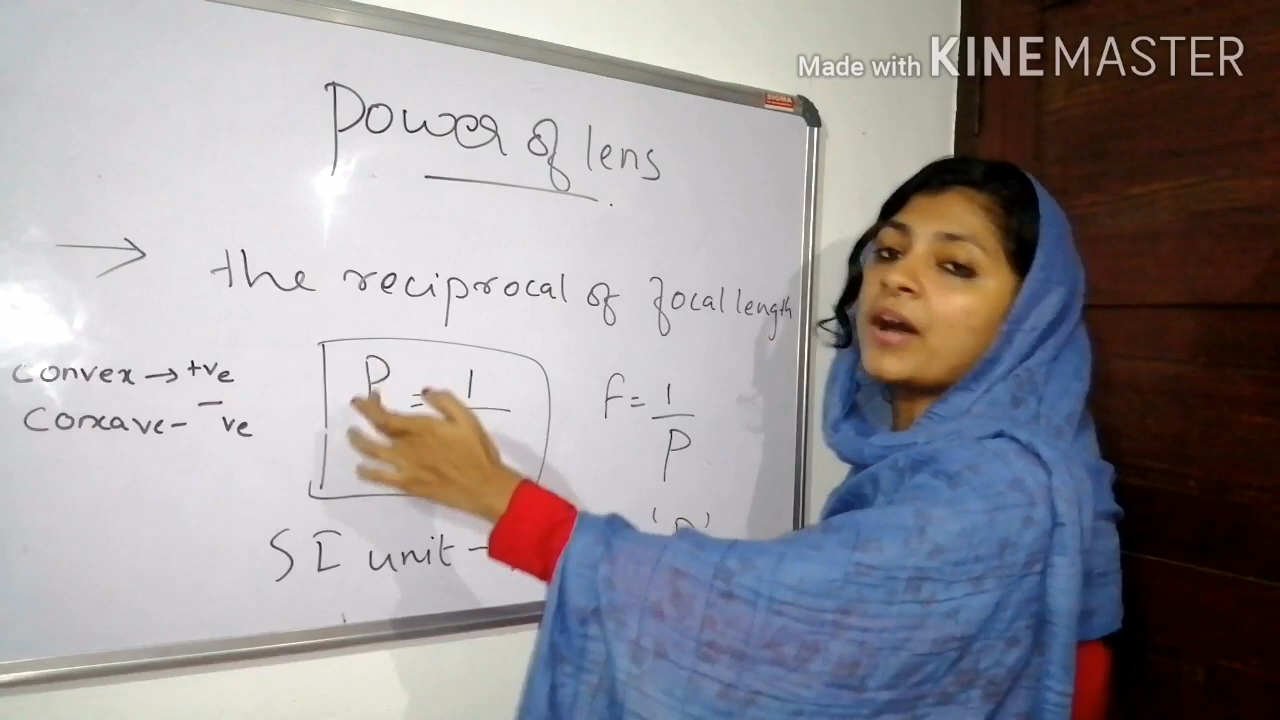 Made with KINEMASTER
SIGMA
Power of lens
→ the reciprocal of focal length
convex → +ve
Concave - -ve
P = 1
f = 1
P
SI unit -